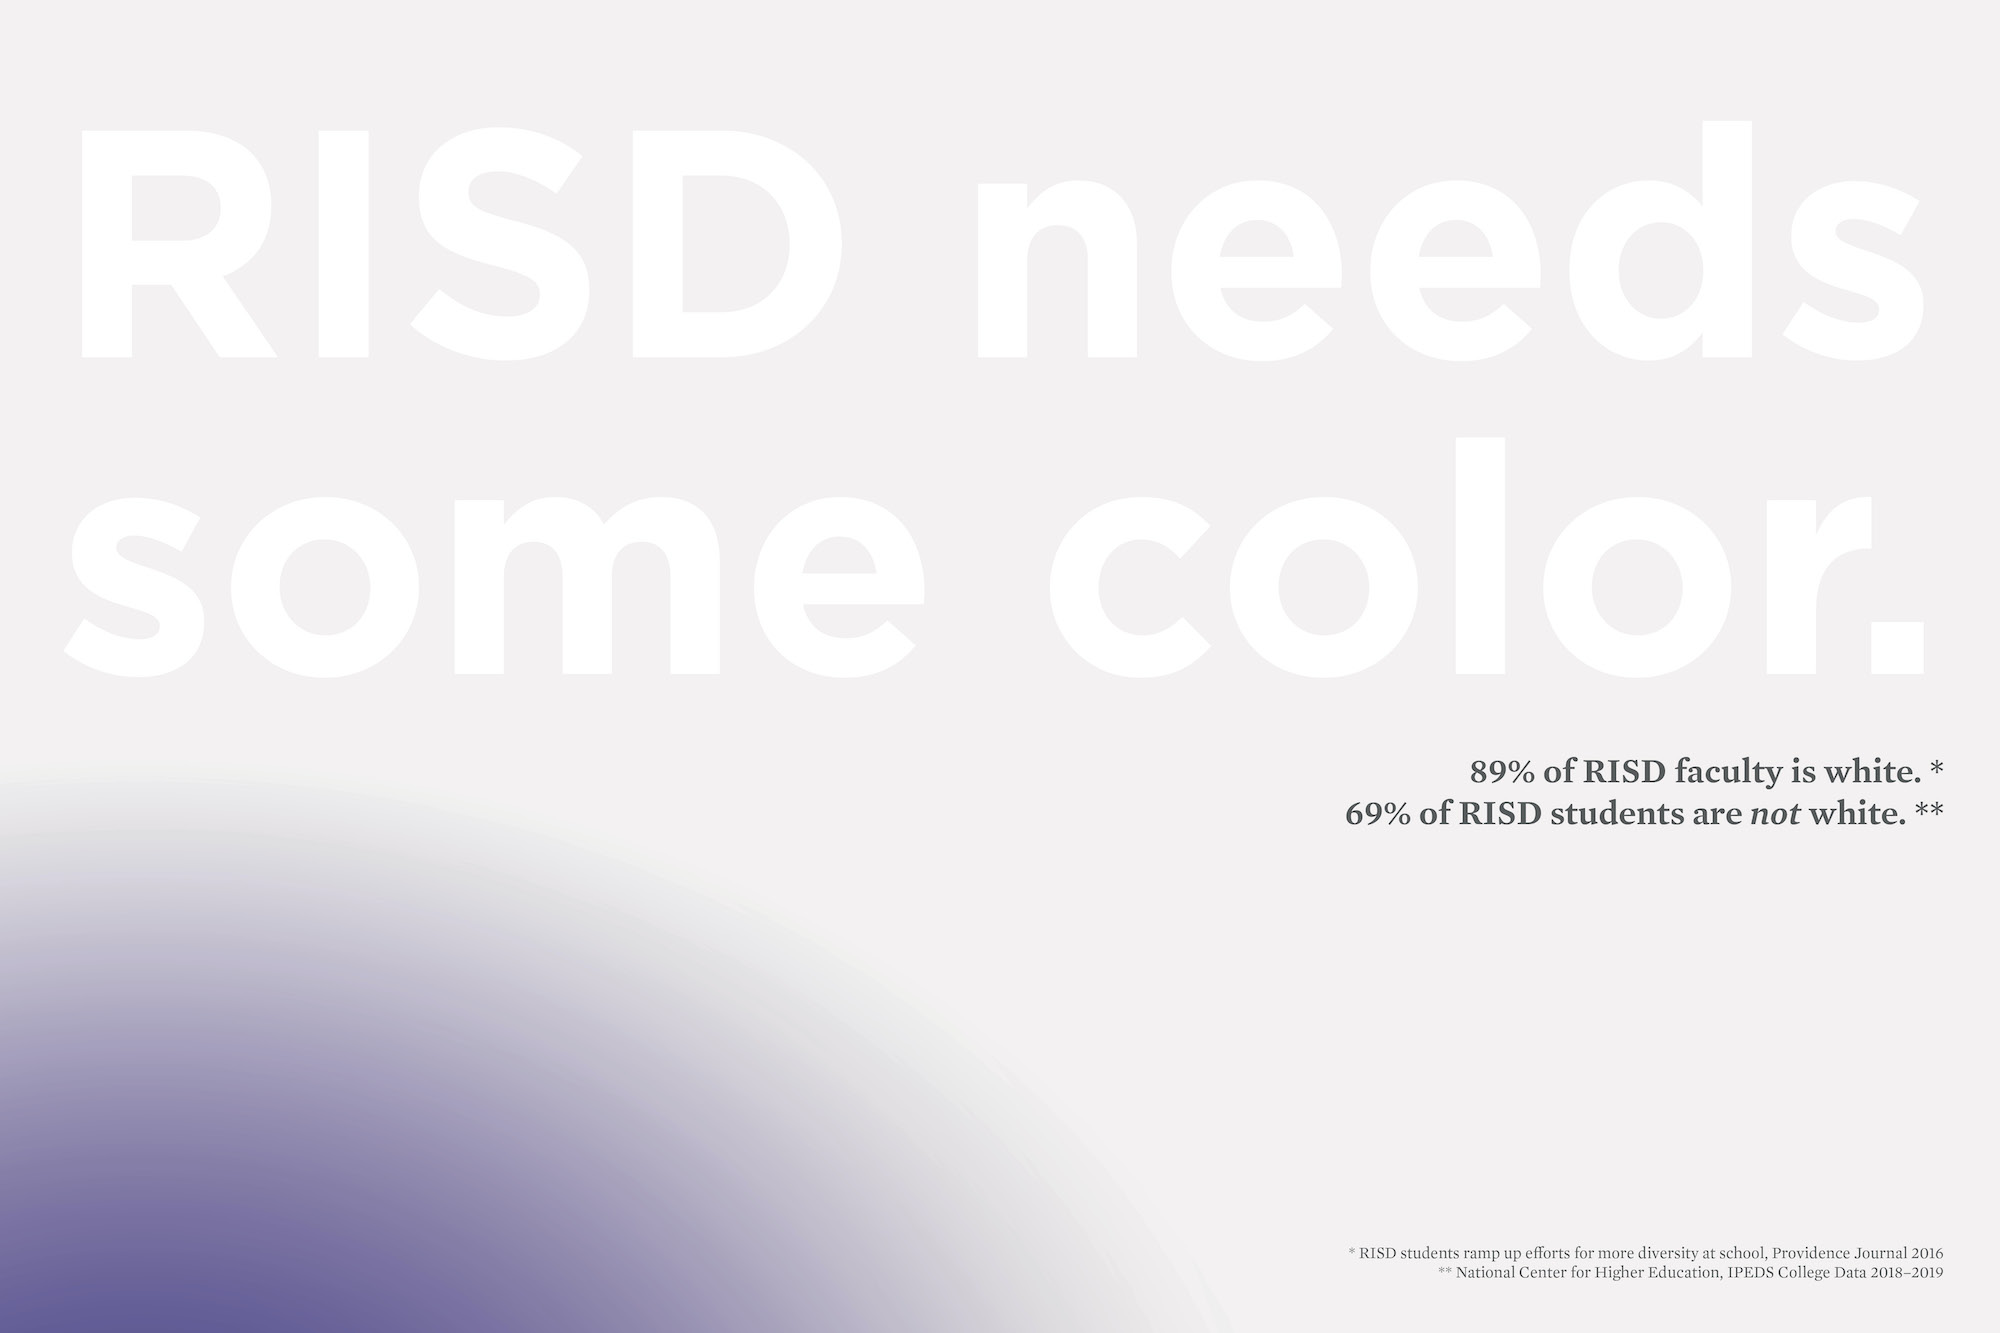 RISD needs
some color.
89% of RISD faculty is white. *
69% of RISD students are not white. **
* RISD students ramp up efforts for more diversity at school, Providence Journal 2016
** National Center for Higher Education, IPEDS College Data 2018–2019